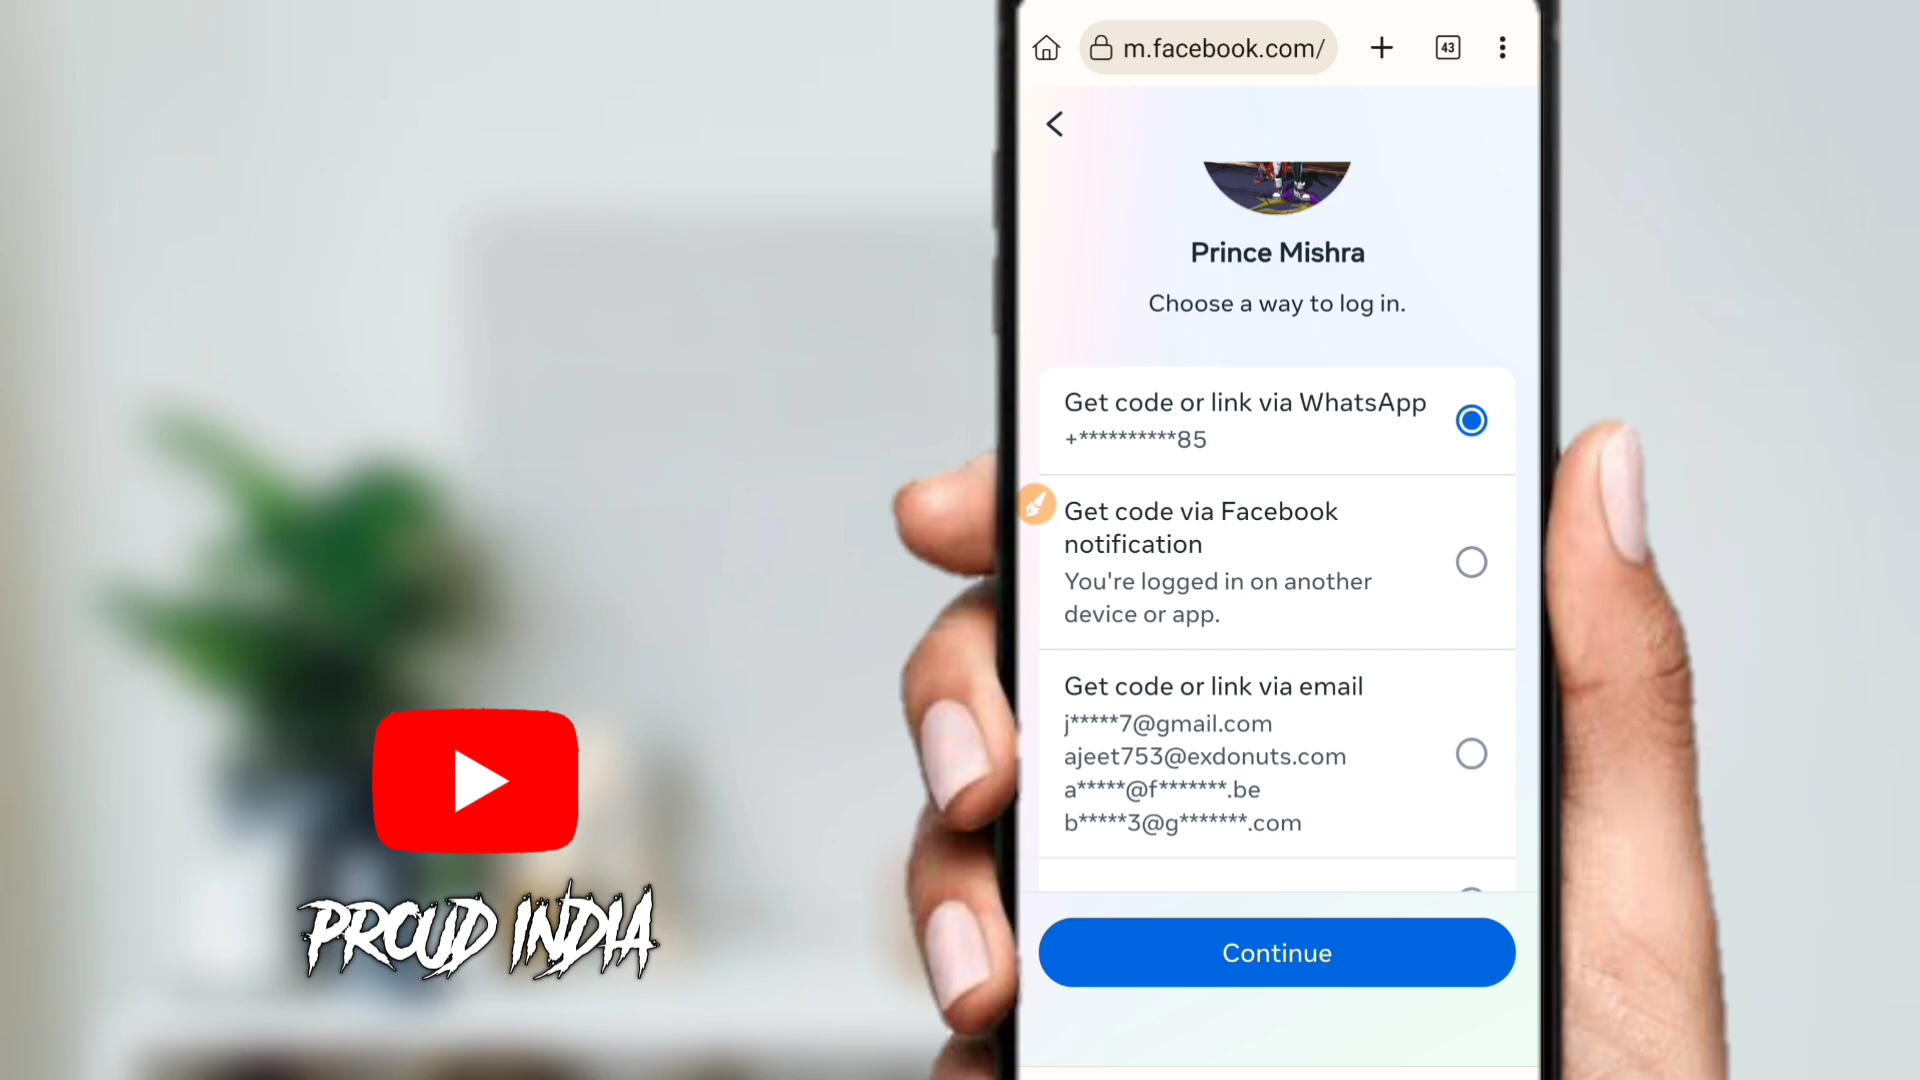 m.facebook.com/
43
Prince Mishra
Choose a way to log in.
Get code or link via WhatsApp
+**********85
Get code via Facebook
notification
You're logged in on another
device or app.
Get code or link via email
j*****7@gmail.com
ajeet753@exdonuts.com
a*****@f*******.be
b*****3@g*******.com
Continue
PROUD INDIA